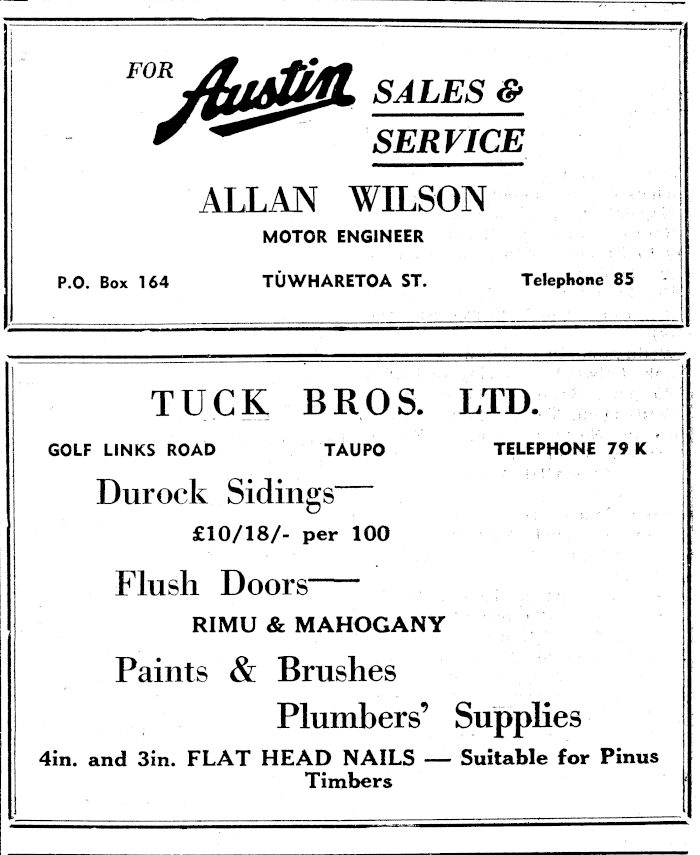 FOR Austin SALES &
SERVICE
ALLAN WILSON
MOTOR ENGINEER
P.O. Box 164 TÙWHARETOA ST. Telephone 85
TUCK BROS. LTD.
GOLF LINKS ROAD TAUPO TELEPHONE 79 K
Durock Sidings—
£10/18/- per 100
Flush Doors—
RIMU & MAHOGANY
Paints & Brushes
Plumbers' Supplies
4in. and 3in. FLAT HEAD NAILS — Suitable for Pinus
Timbers